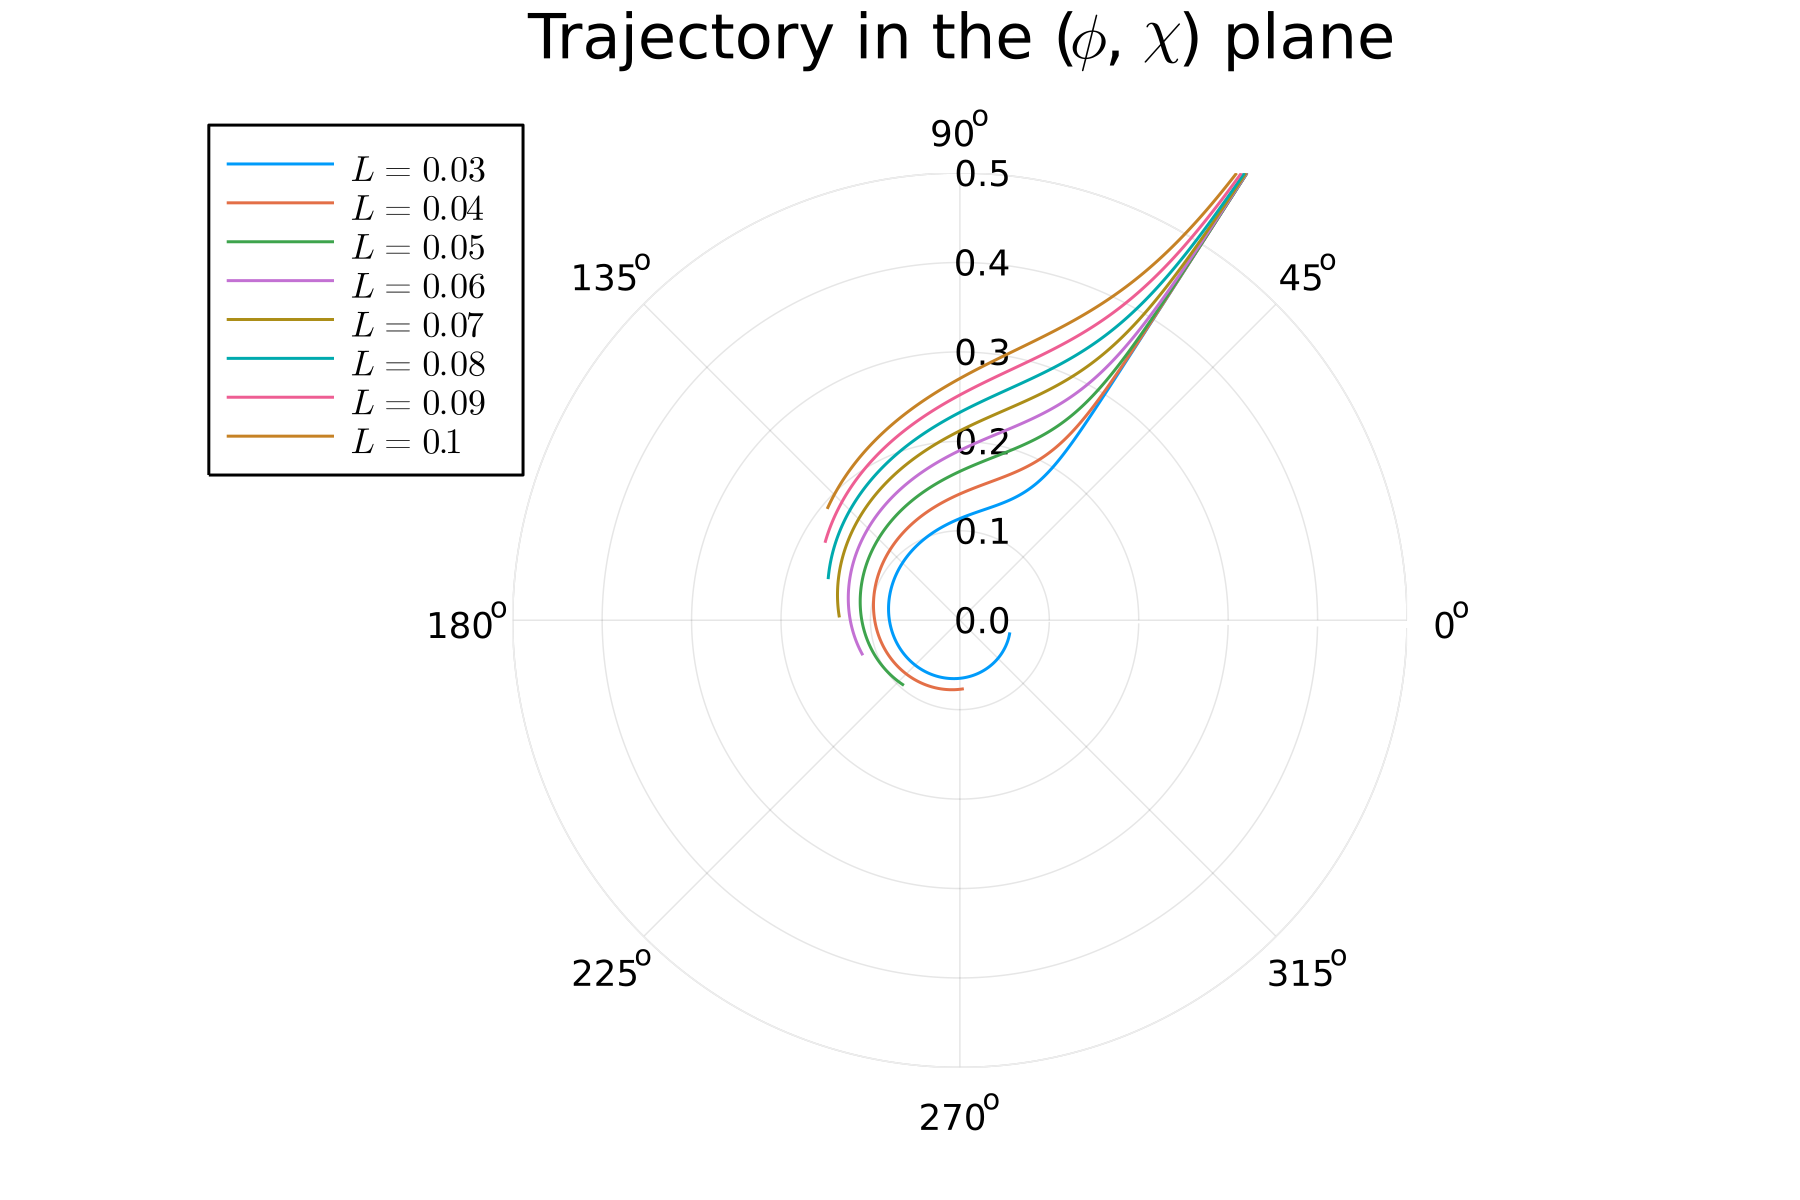 Trajectory in the (ϕ, χ) plane
L = 0.03
L = 0.04
L = 0.05
L = 0.06
L = 0.07
L = 0.08
L = 0.09
L = 0.1
90°
0.5
0.4
135°
45°
0.3
0.2
0.1
0.0
180°
0°
225°
315°
270°